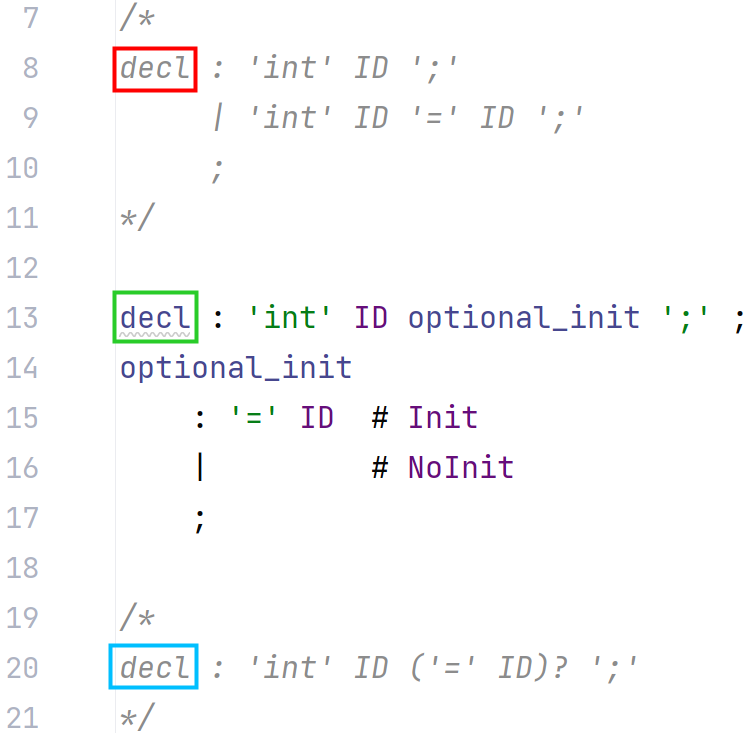 7 /*
8 decl : 'int' ID ';'
9 | 'int' ID '=' ID ';'
10 ;
11 */
12
13 decl : 'int' ID optional_init ';' ;
14 optional_init
15 : '=' ID # Init
16 | # NoInit
17 ;
18
19 /*
20 decl : 'int' ID ('=' ID)? ';'
21 */